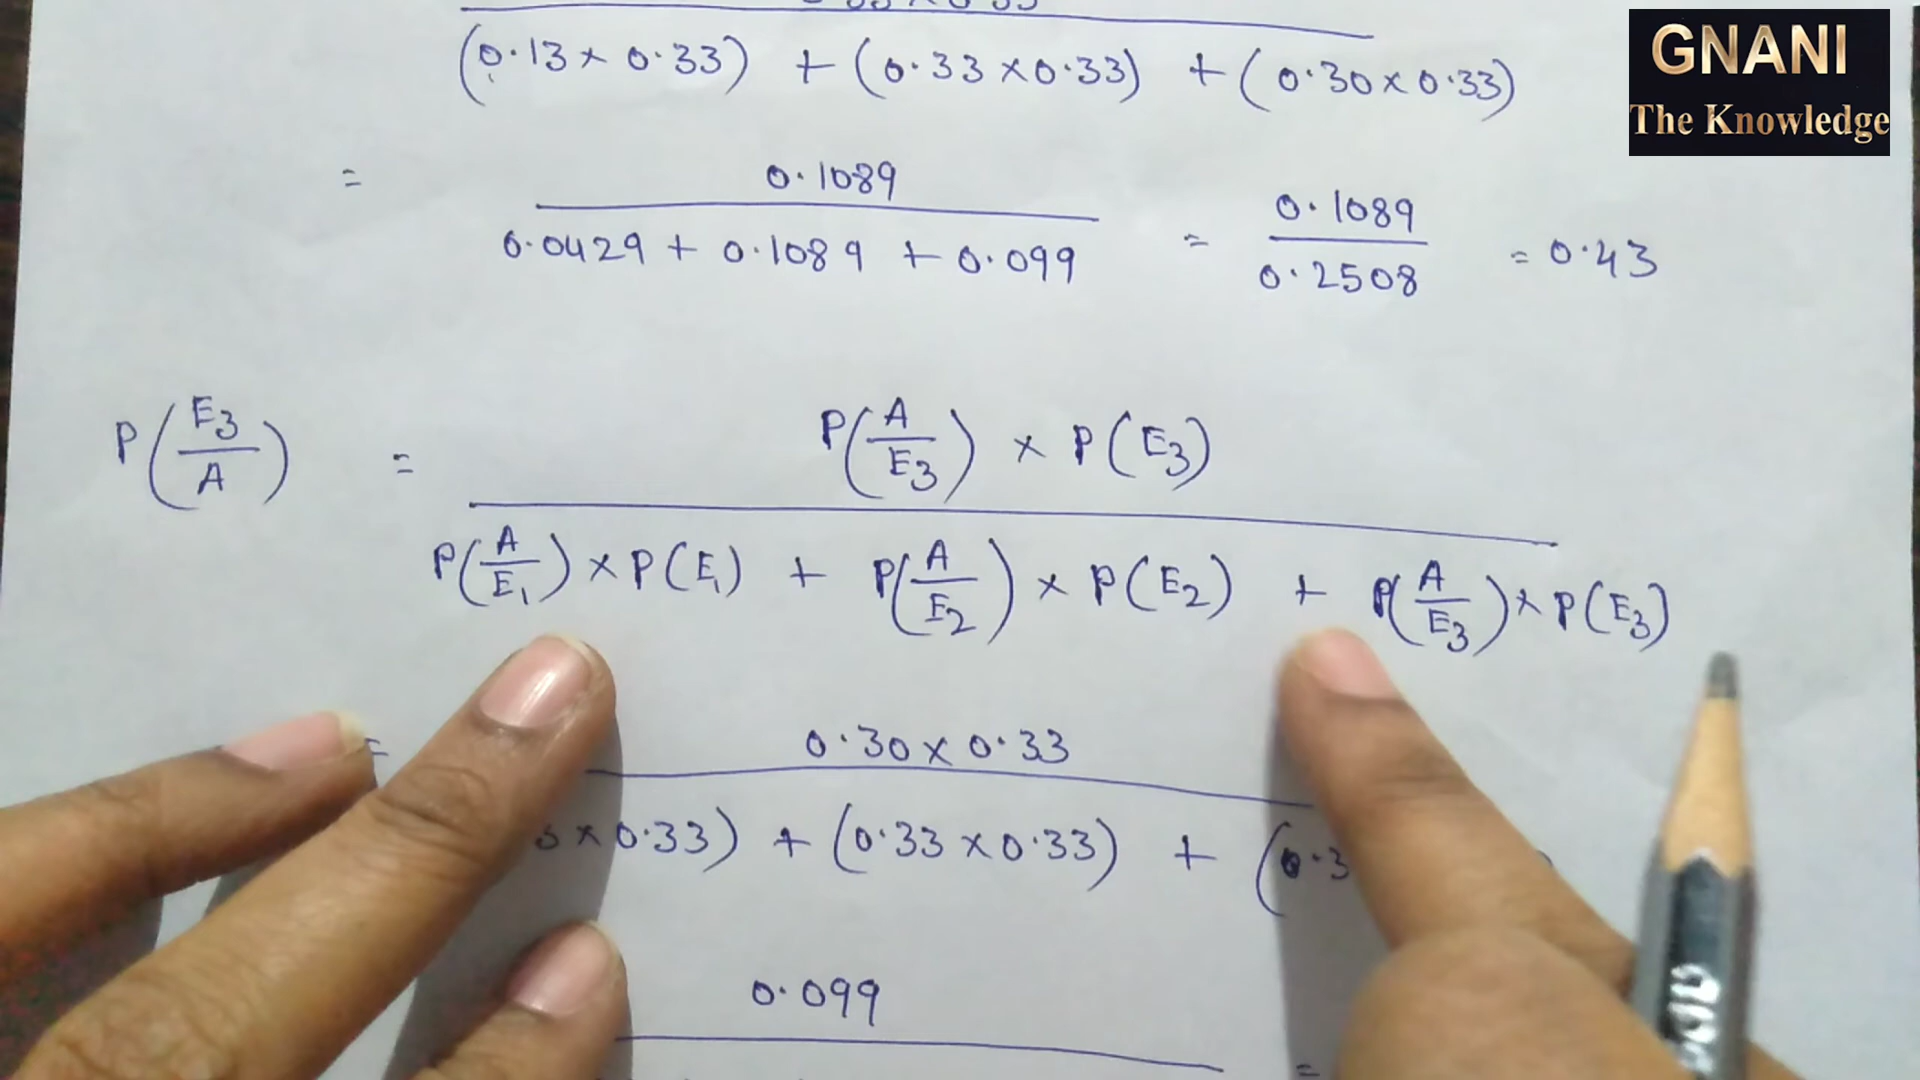 GNANI
The Knowledge
(0.13 x 0.33) + (0.33 x 0.33) + (0.30 x 0.33)
= 0.1089 / 0.0429 + 0.1089 + 0.099 = 0.1089 / 0.2508 = 0.43
P(E3/A) = P(A/E3) x P(E3)
P(A/E1) x P(E1) + P(A/E2) x P(E2) + P(A/E3) x P(E3)
= 0.30 x 0.33
x 0.33) + (0.33 x 0.33) + (0.3
0.099
=